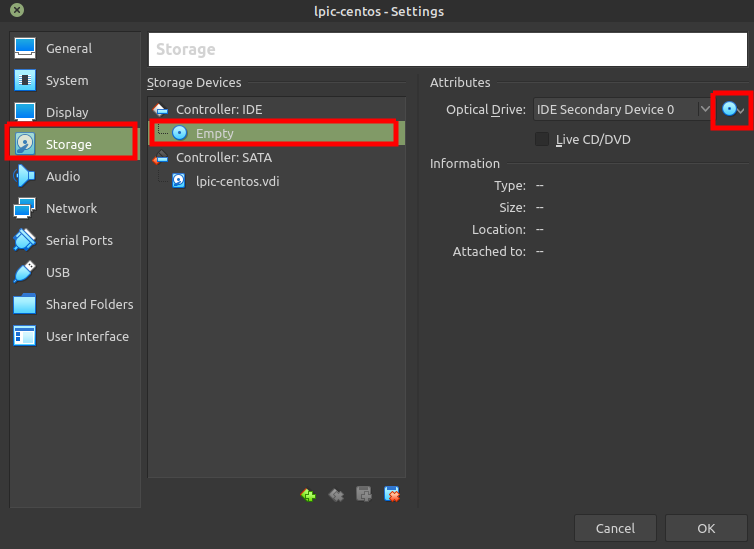 lpic-centos - Settings
General
System
Display
Storage
Audio
Network
Serial Ports
USB
Shared Folders
User Interface
Storage
Storage Devices
Controller: IDE
Empty
Controller: SATA
lpic-centos.vdi
Attributes
Optical Drive: IDE Secondary Device 0
Live CD/DVD
Information
Type: --
Size: --
Location: --
Attached to: --
Cancel
OK